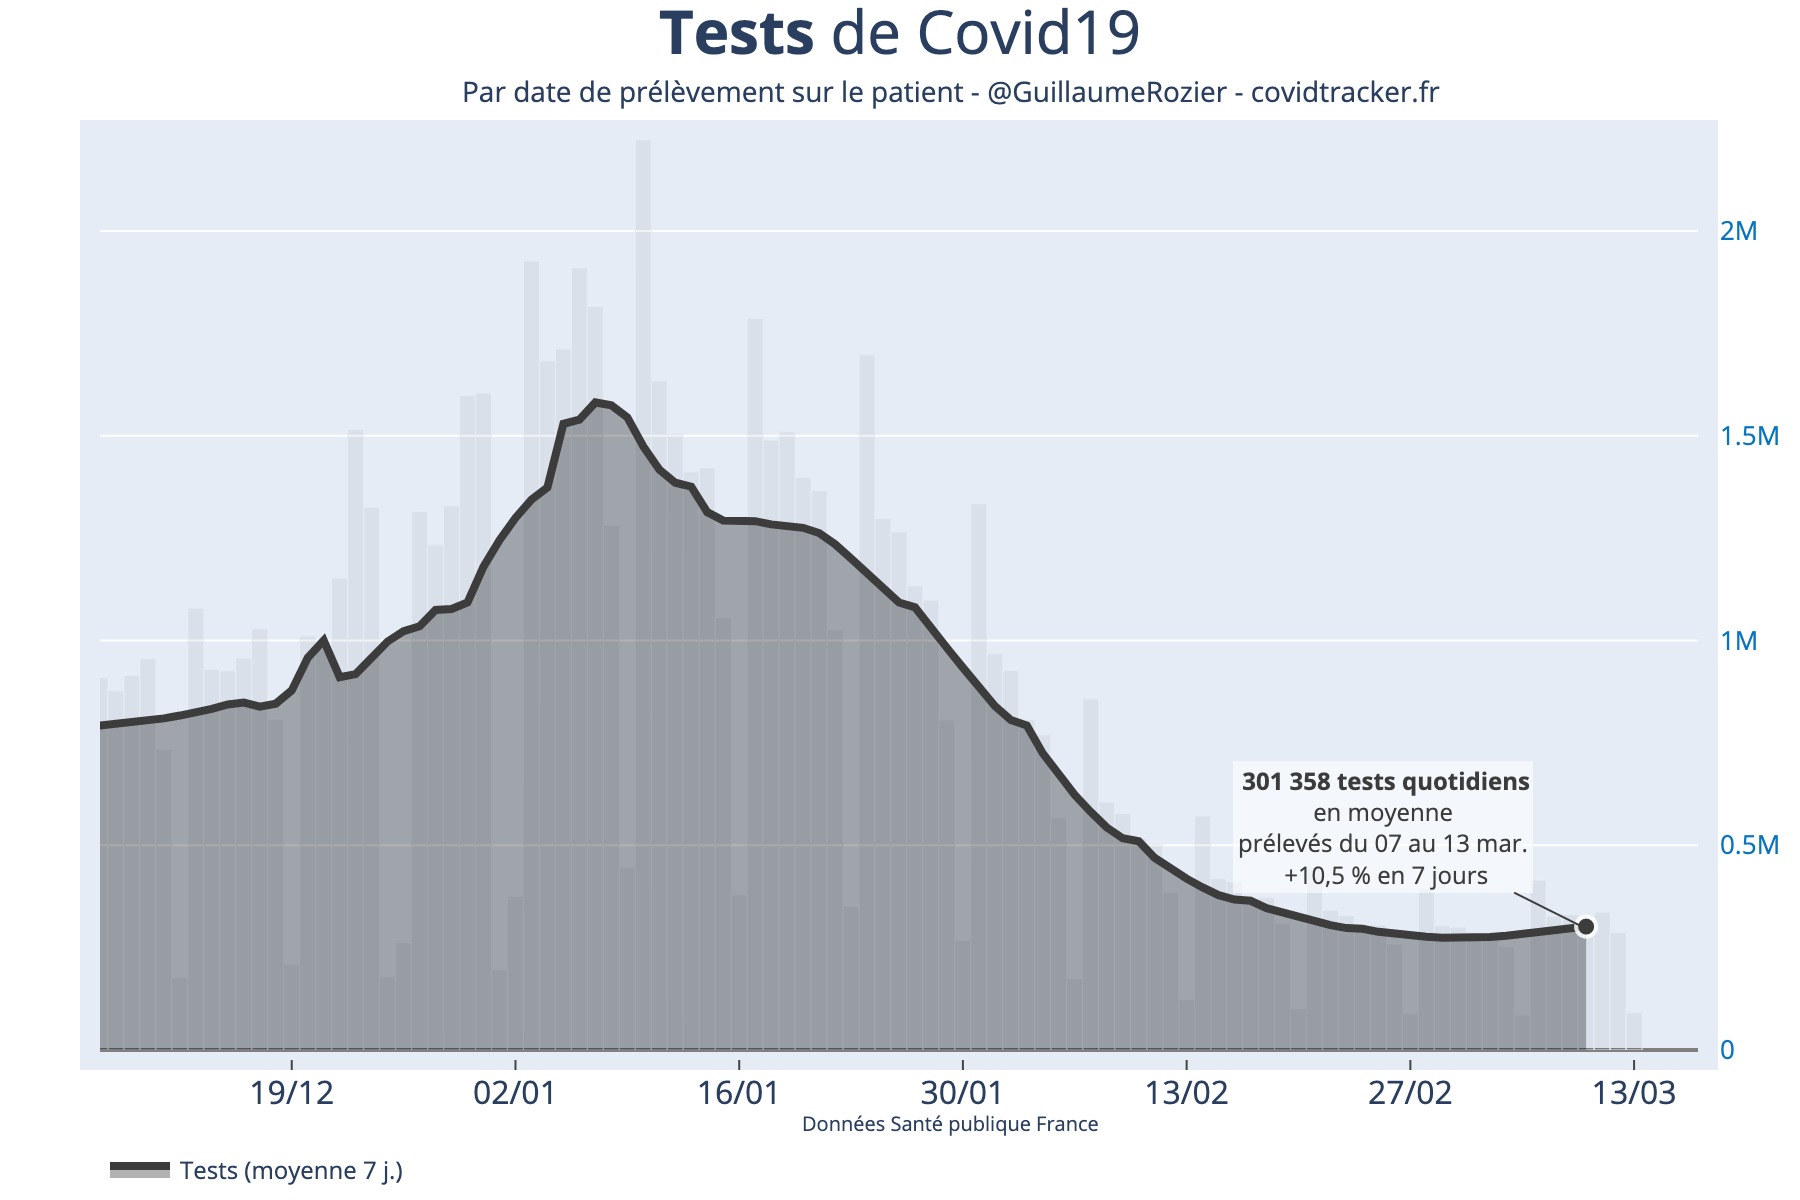 Tests de Covid19
Par date de prélèvement sur le patient - @GuillaumeRozier - covidtracker.fr
2M
1.5M
1M
0.5M
0
301 358 tests quotidiens
en moyenne
prélevés du 07 au 13 mar.
+10,5 % en 7 jours
19/12 02/01 16/01 30/01 13/02 27/02 13/03
Données Santé publique France
Tests (moyenne 7 j.)